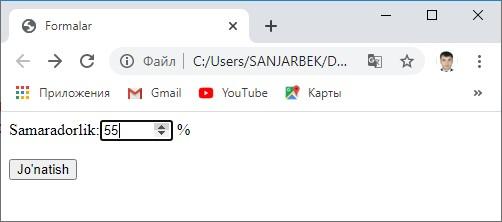 Formalar
Файл C:/Users/SANJARBEK/D...
Приложения Gmail YouTube Карты
Samaradorlik: 55 %
Jo'natish